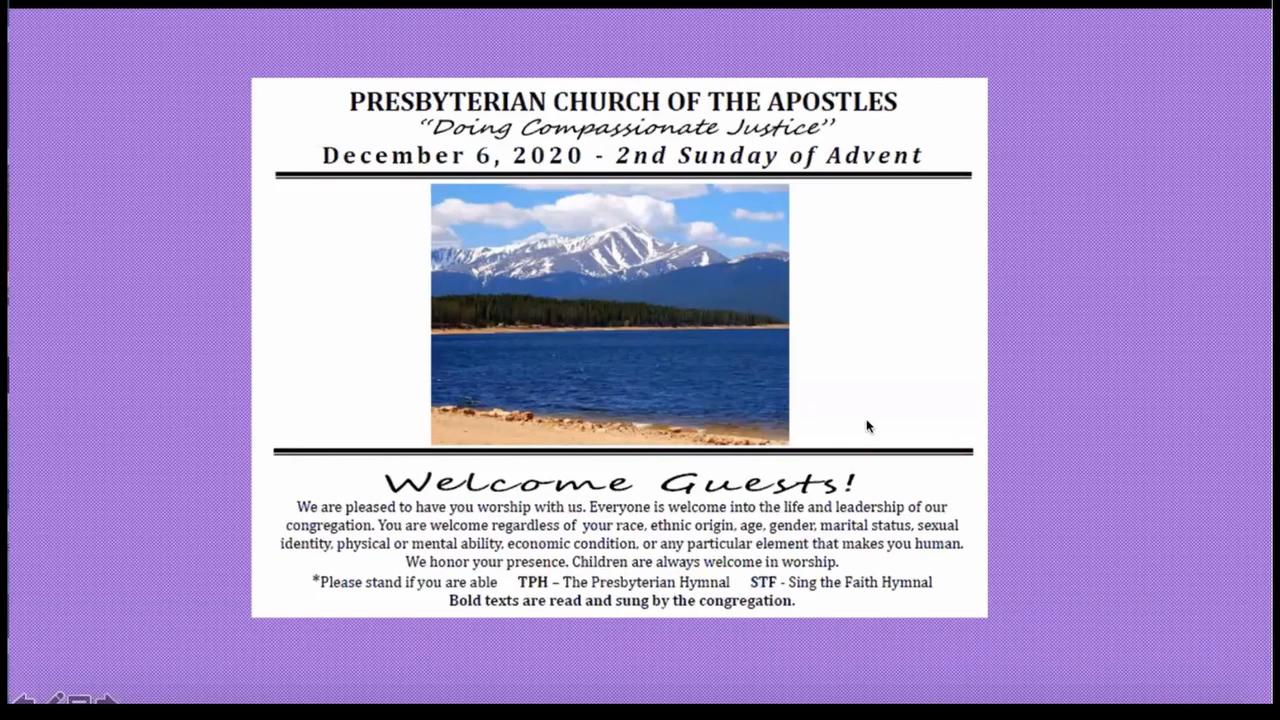 PRESBYTERIAN CHURCH OF THE APOSTLES
“Doing Compassionate Justice”
December 6, 2020 - 2nd Sunday of Advent
Welcome Guests!
We are pleased to have you worship with us. Everyone is welcome into the life and leadership of our
congregation. You are welcome regardless of your race, ethnic origin, age, gender, marital status, sexual
identity, physical or mental ability, economic condition, or any particular element that makes you human.
We honor your presence. Children are always welcome in worship.
*Please stand if you are able TPH – The Presbyterian Hymnal STF - Sing the Faith Hymnal
Bold texts are read and sung by the congregation.